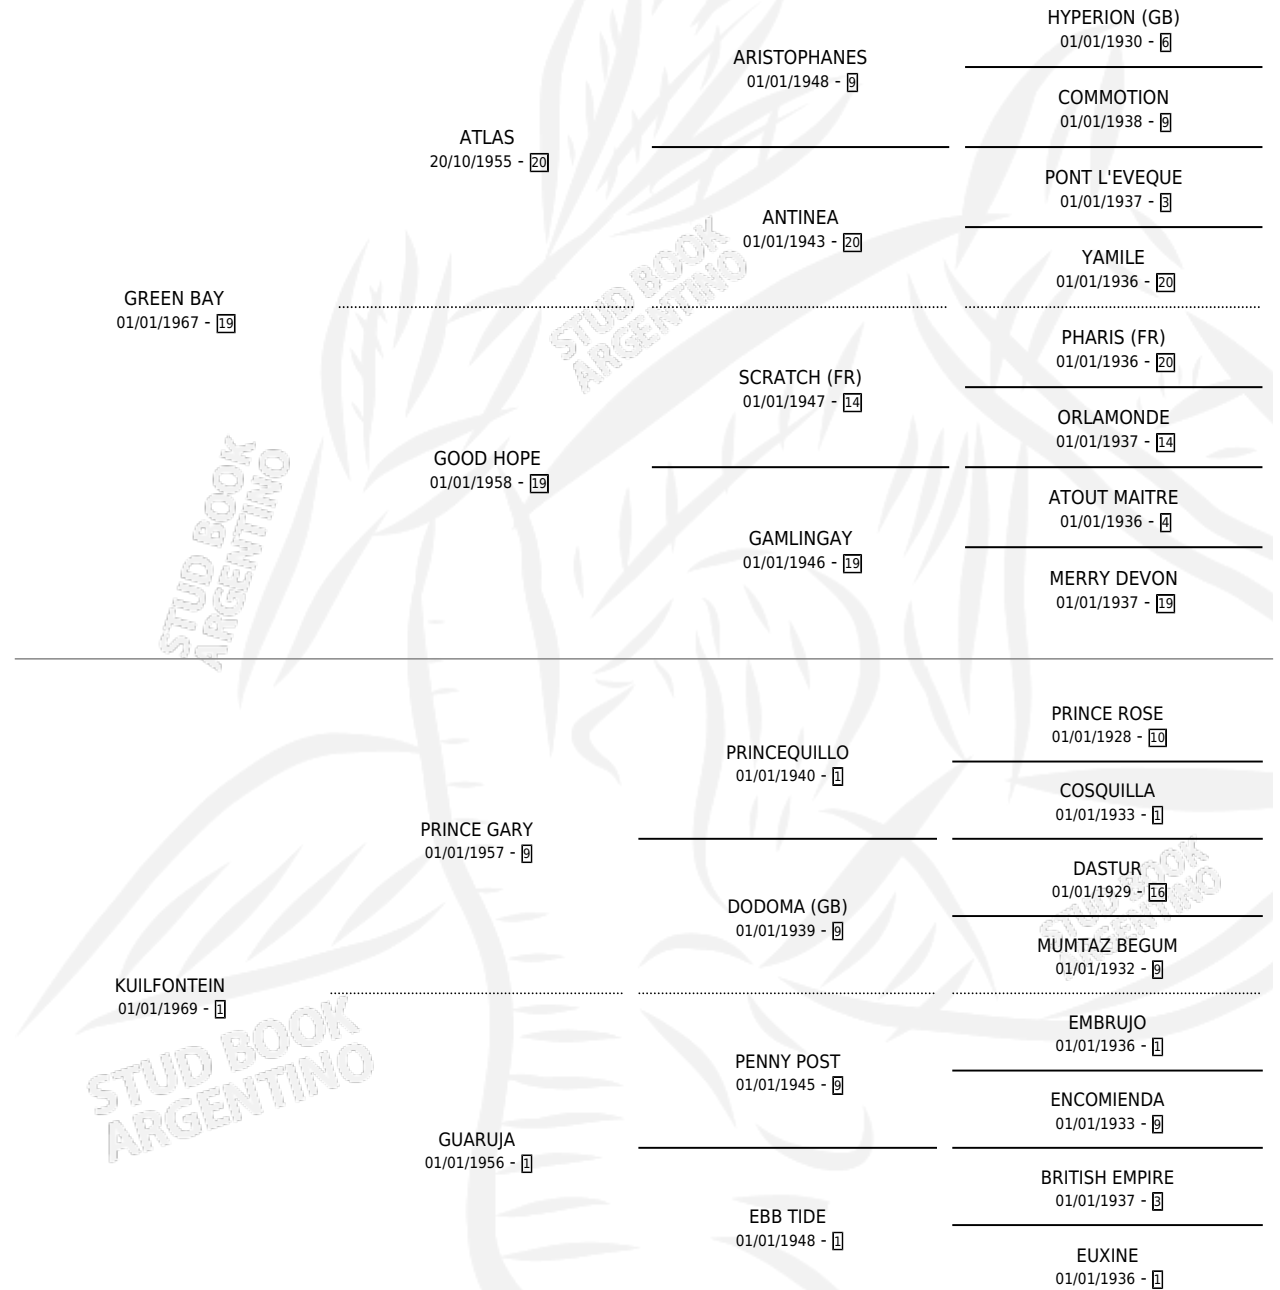 HYPERION (GB)
01/01/1930 - 6
ARISTOPHANES
01/01/1948 - 9
COMMOTION
01/01/1938 - 9
ATLAS
20/10/1955 - 20
PONT L'EVEQUE
01/01/1937 - 3
ANTINEA
01/01/1943 - 20
YAMILE
01/01/1936 - 20
GREEN BAY
01/01/1967 - 19
STUD BOOK
ARGENTINO
PHARIS (FR)
01/01/1936 - 20
SCRATCH (FR)
01/01/1947 - 14
ORLAMONDE
01/01/1937 - 14
GOOD HOPE
01/01/1958 - 19
ATOUT MAITRE
01/01/1936 - 4
GAMLINGAY
01/01/1946 - 19
MERRY DEVON
01/01/1937 - 19
STUD BOOK
ARGENTINO
PRINCE ROSE
01/01/1928 - 10
PRINCEQUILLO
01/01/1940 - 1
COSQUILLA
01/01/1933 - 1
PRINCE GARY
01/01/1957 - 9
DASTUR
01/01/1929 - 16
DODOMA (GB)
01/01/1939 - 9
STUD BOOK
ARGENTINO
MUMTAZ BEGUM
01/01/1932 - 9
KUILFONTEIN
01/01/1969 - 1
STUD BOOK
ARGENTINO
EMBRUJO
01/01/1936 - 1
PENNY POST
01/01/1945 - 9
ENCOMIENDA
01/01/1933 - 9
GUARUJA
01/01/1956 - 1
BRITISH EMPIRE
01/01/1937 - 3
EBB TIDE
01/01/1948 - 1
EUXINE
01/01/1936 - 1